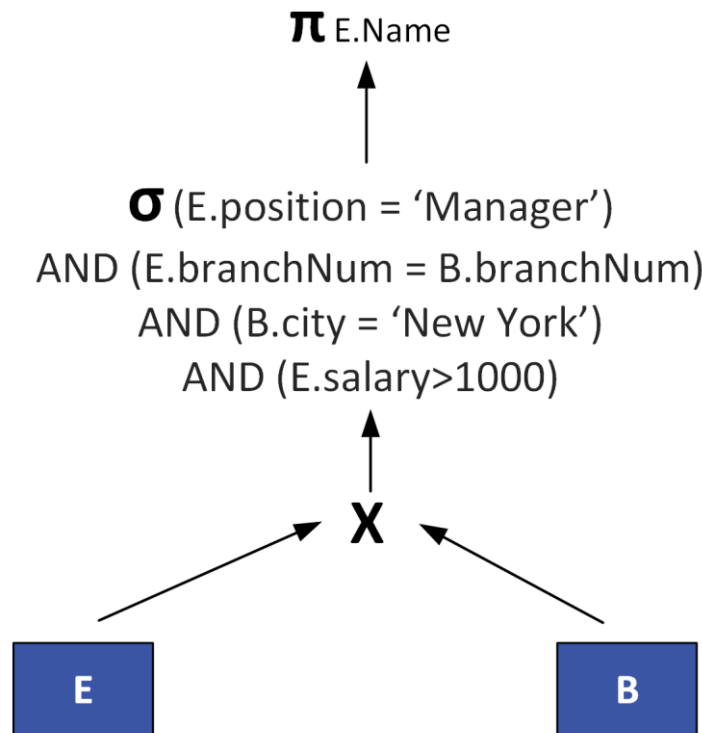 π E.Name
σ (E.position = ‘Manager’)
AND (E.branchNum = B.branchNum)
AND (B.city = ‘New York’)
AND (E.salary>1000)
X
E
B